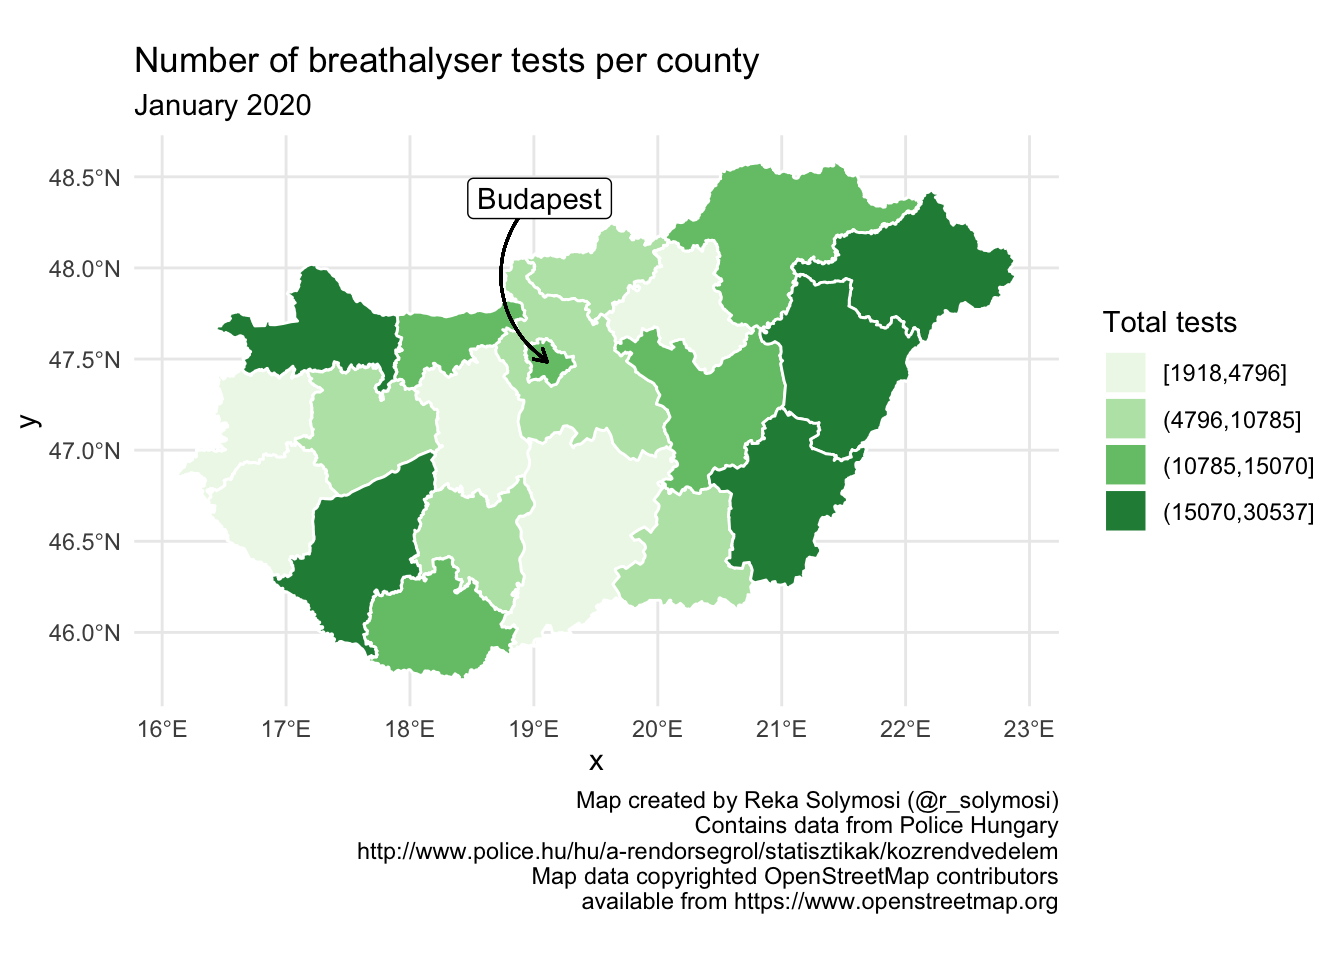 Number of breathalyser tests per county
January 2020
Budapest
48.5°N
48.0°N
47.5°N
47.0°N
46.5°N
46.0°N
y
16°E
17°E
18°E
19°E
20°E
21°E
22°E
23°E
x
Total tests
[1918,4796]
(4796,10785]
(10785,15070]
(15070,30537]
Map created by Reka Solymosi (@r_solymosi)
Contains data from Police Hungary
http://www.police.hu/hu/a-rendorsegrol/statisztikak/kozrendvedelem
Map data copyrighted OpenStreetMap contributors
available from https://www.openstreetmap.org